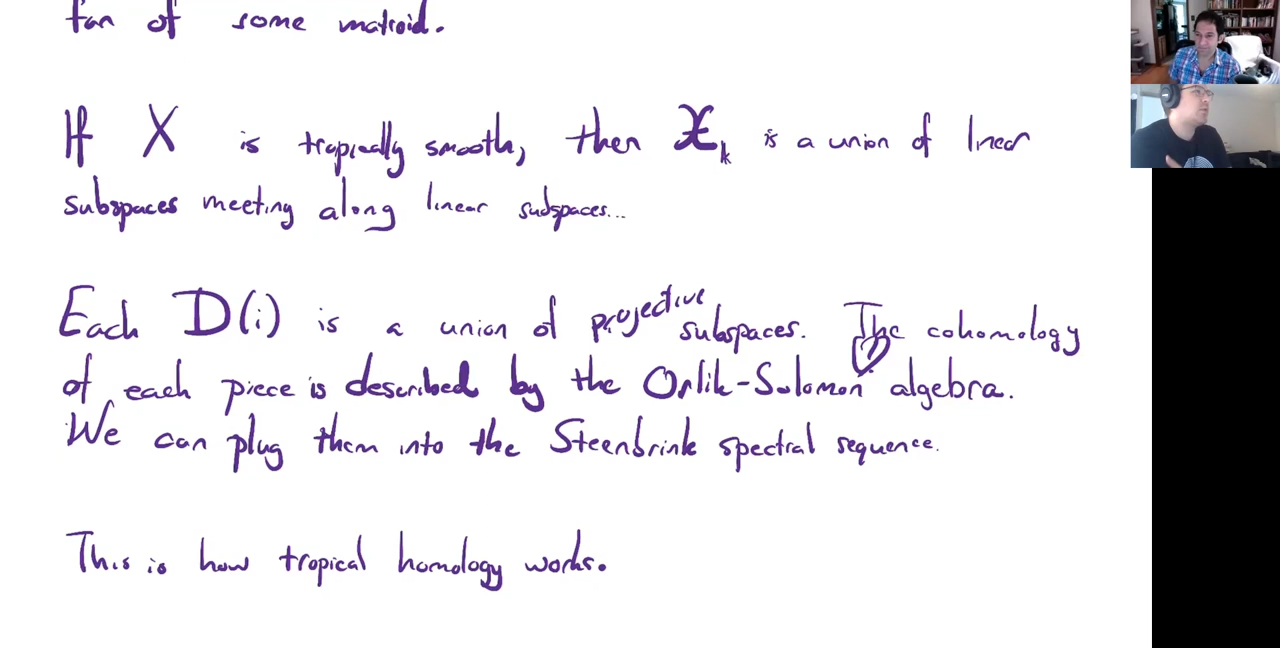 fan of some matroid.
If X is tropically smooth, then 𝒳ₖ is a union of linear
subspaces meeting along linear subspaces...
Each D(i) is a union of projective subspaces. The cohomology
of each piece is described by the Orlik-Solomon algebra.
We can plug them into the Steenbrink spectral sequence.
This is how tropical homology works.